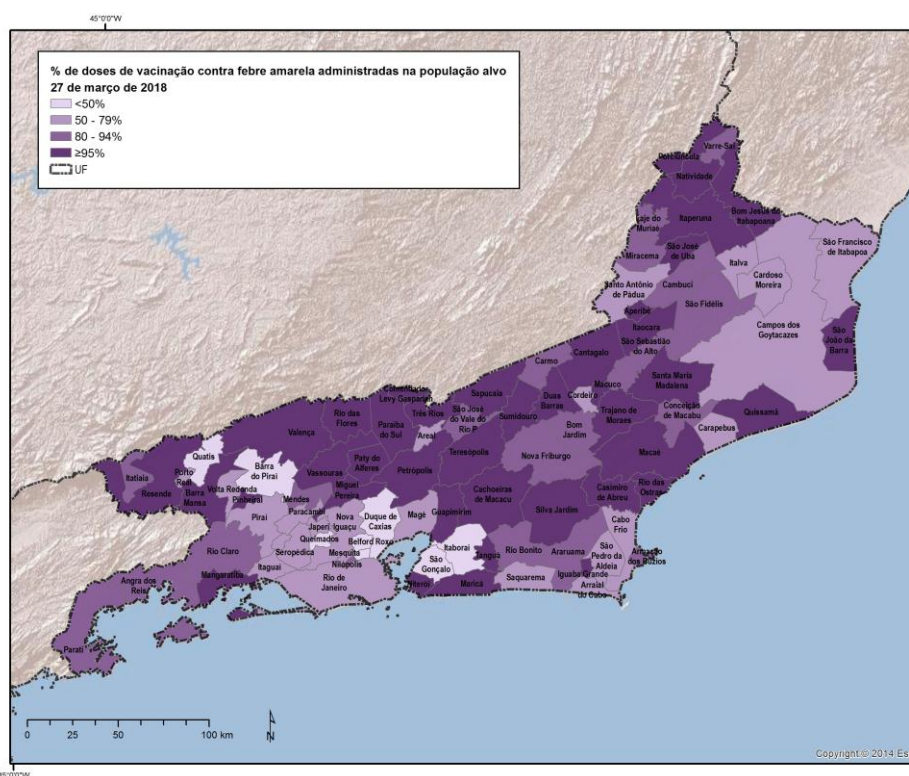 45°0'0"W
% de doses de vacinação contra febre amarela administradas na população alvo
27 de março de 2018
<50%
50 - 79%
80 - 94%
≥95%
UF
Varre-Sai
Porciúncula
Natividade
Itaperuna
Bom Jesus do
Itabapoana
Laje do
Muriaé
São José
de Ubá
Miracema
Italva
São Francisco
de Itabapoa
Cardoso
Moreira
Santo Antônio
de Pádua
Cambuci
São Fidélis
Aperibé
Itaocara
Campos dos
Goytacazes
São
João da
Barra
São Sebastião
do Alto
Cantagalo
Carmo
Santa Maria
Madalena
Comendador
Levy Gasparian
Sapucaia
Macuco
Cordeiro
Duas
Barras
Conceição
de Macabu
Quissamã
Rio das
Flores
Três Rios
São José
do Vale do
Rio P
Sumidouro
Trajano de
Moraes
Carapebus
Valença
Paraíba
do Sul
Areal
Bom
Jardim
Quatis
Barra
do Piraí
Vassouras
Paty do
Alferes
Petrópolis
Teresópolis
Nova Friburgo
Macaé
Itatiaia
Porto
Real
Resende
Barra
Mansa
Volta Redonda
Pinheiral
Mendes
Miguel
Pereira
Cachoeiras
de Macacu
Casimiro
de Abreu
Rio das
Ostras
Piraí
Paracambi
Japeri
Nova
Iguaçu
Duque de
Caxias
Magé
Guapimirim
Silva Jardim
Cabo
Frio
Rio Claro
Queimados
Belford Roxo
Seropédica
Mesquita
Nilópolis
Itaboraí
São
Gonçalo
Tanguá
Rio Bonito
Araruama
São
Pedro da
Aldeia
Armação
dos Búzios
Itaguaí
Mangaratiba
Rio de
Janeiro
Niterói
Maricá
Saquarema
Iguaba Grande
Arraial
do Cabo
Angra dos
Reis
Parati
0 25 50 100 km
N
Copyright © 2014 Es